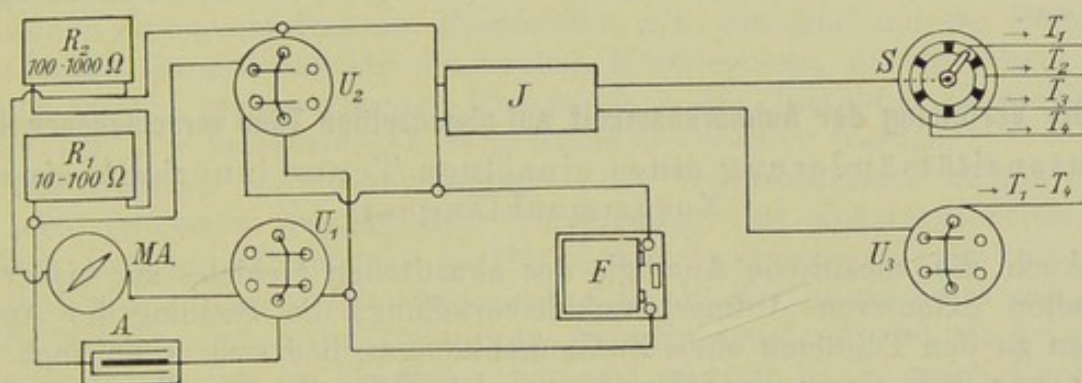 R₂
100-1000 Ω
R₁
10-100 Ω
MA.
A
U₂
U₁
J
F
S
→ T₁
→ T₂
→ T₃
→ T₄
→ T₁-T₄
U₃